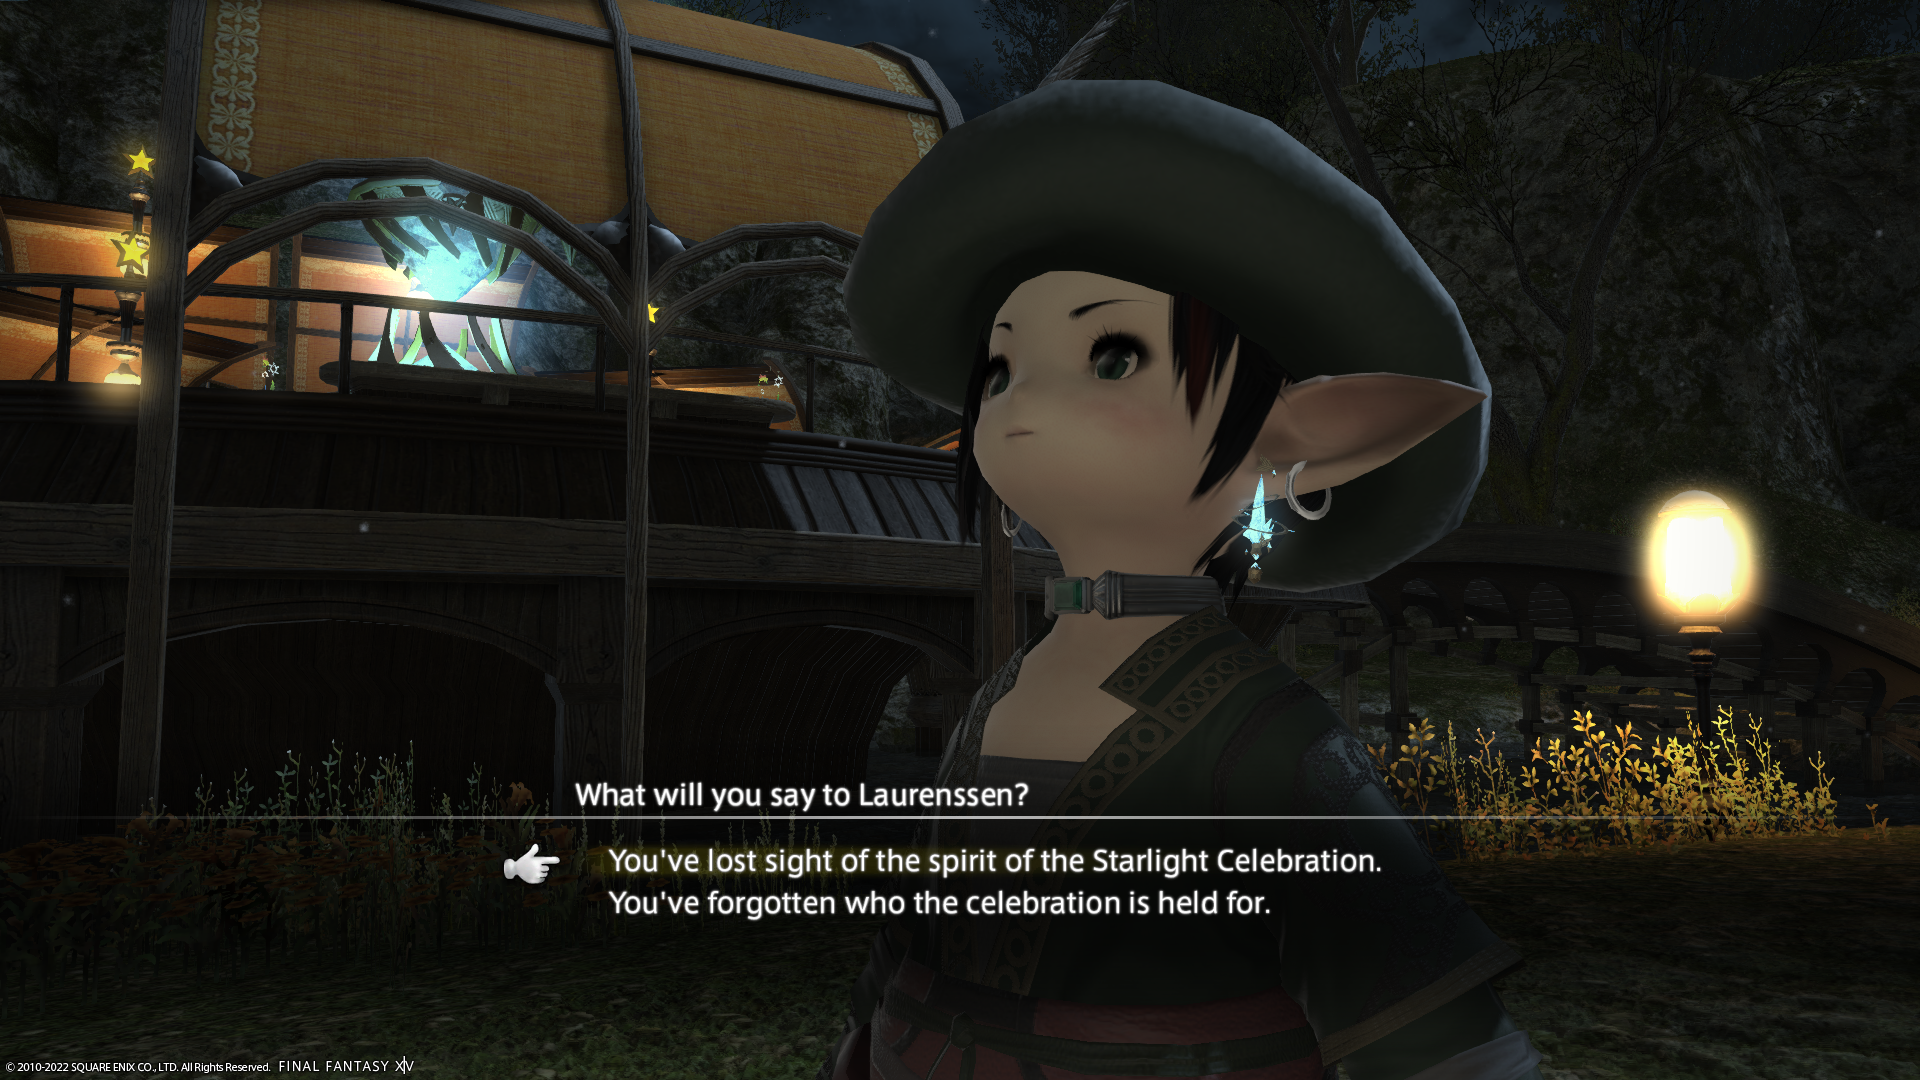 What will you say to Laurenssen?
You've lost sight of the spirit of the Starlight Celebration.
You've forgotten who the celebration is held for.
© 2010-2022 SQUARE ENIX CO., LTD. All Rights Reserved. FINAL FANTASY XIV